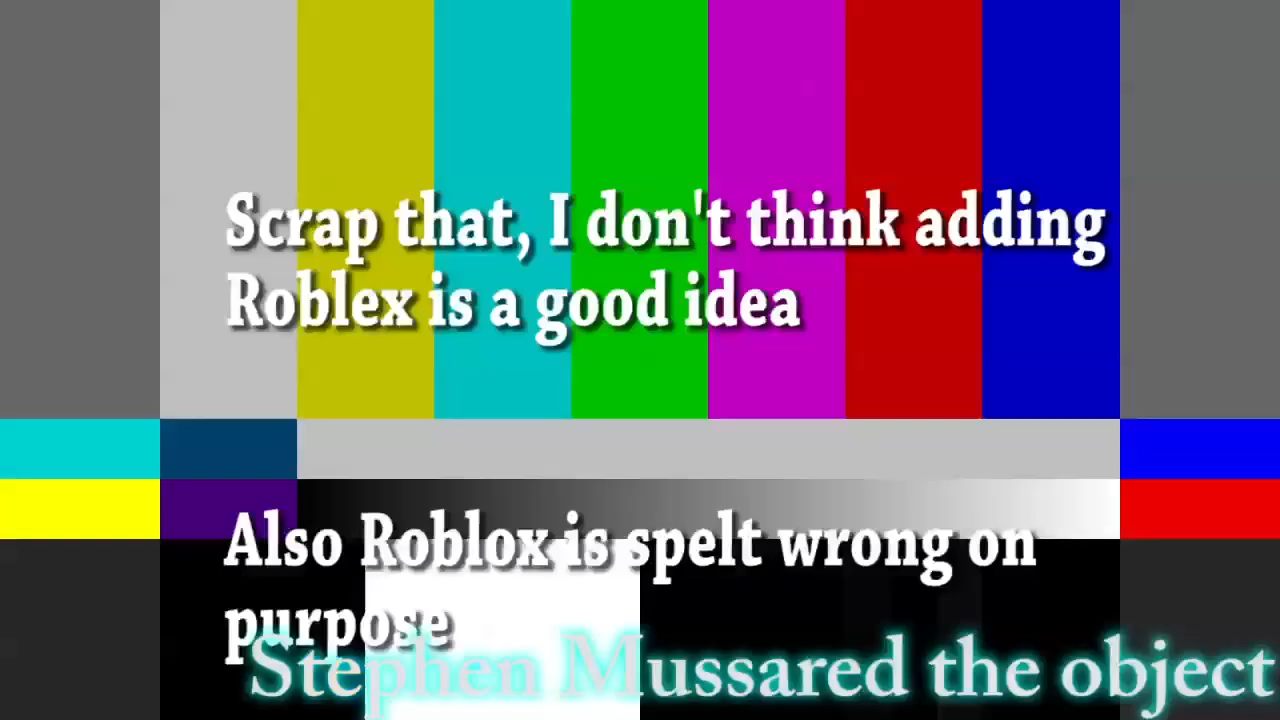 Scrap that, I don't think adding
Roblex is a good idea
Also Roblox is spelt wrong on
purpose
Stephen Mussared the object